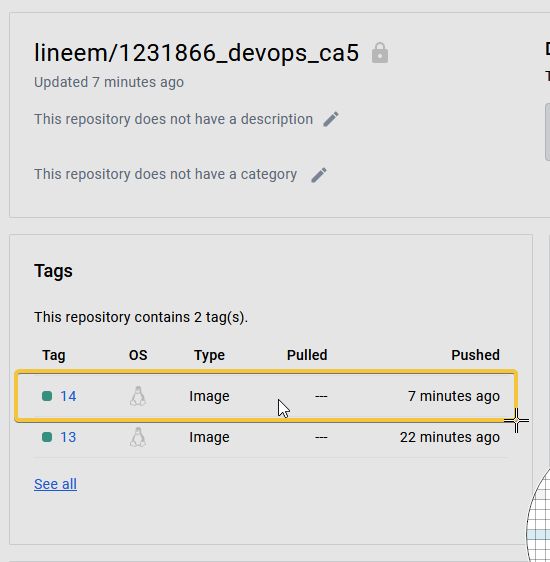 lineem/1231866_devops_ca5
Updated 7 minutes ago
This repository does not have a description
This repository does not have a category
Tags
This repository contains 2 tag(s).
Tag OS Type Pulled Pushed
14 Image --- 7 minutes ago
13 Image --- 22 minutes ago
See all